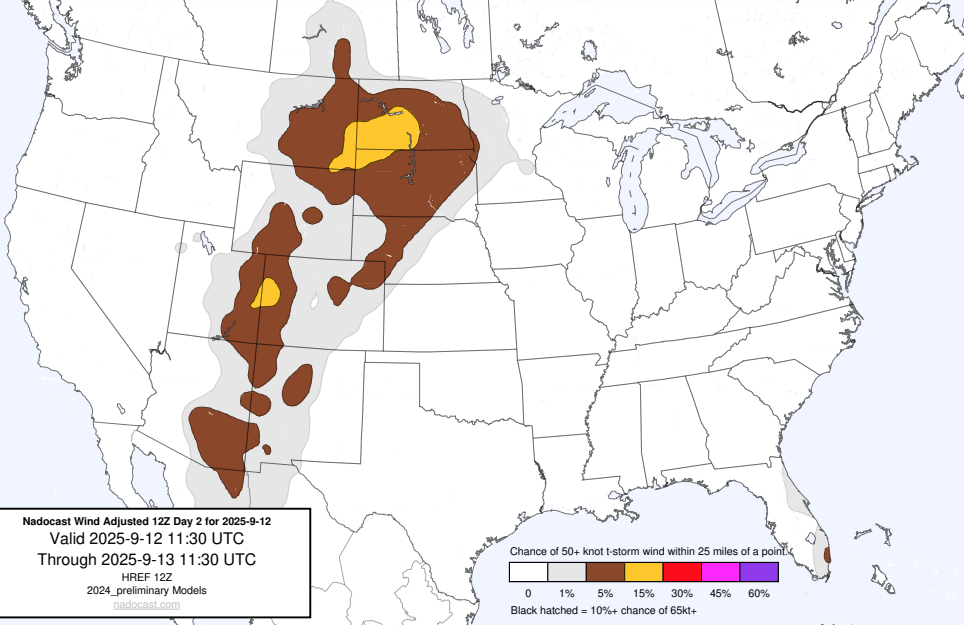 Nadocast Wind Adjusted 12Z Day 2 for 2025-9-12
Valid 2025-9-12 11:30 UTC
Through 2025-9-13 11:30 UTC
HREF 12Z
2024_preliminary Models
nadocast.com
Chance of 50+ knot t-storm wind within 25 miles of a point.
0 1% 5% 15% 30% 45% 60%
Black hatched = 10%+ chance of 65kt+